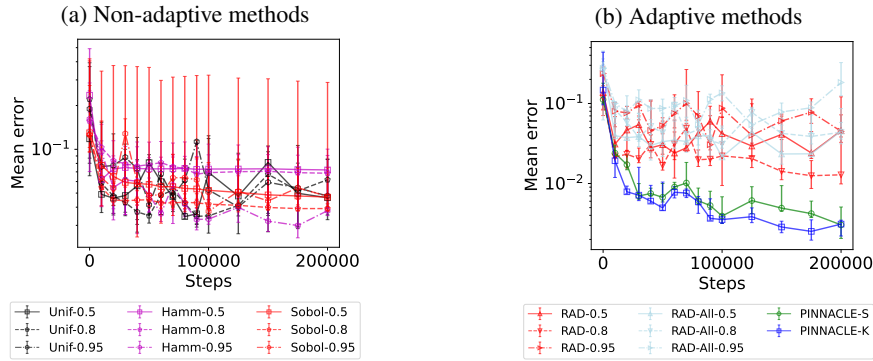 (a) Non-adaptive methods
Mean error
10⁻¹
0 100000 200000
Steps
Unif-0.5 Hamm-0.5 Sobol-0.5
Unif-0.8 Hamm-0.8 Sobol-0.8
Unif-0.95 Hamm-0.95 Sobol-0.95
(b) Adaptive methods
Mean error
10⁻¹
10⁻²
0 100000 200000
Steps
RAD-0.5 RAD-All-0.5 PINNACLE-S
RAD-0.8 RAD-All-0.8 PINNACLE-K
RAD-0.95 RAD-All-0.95